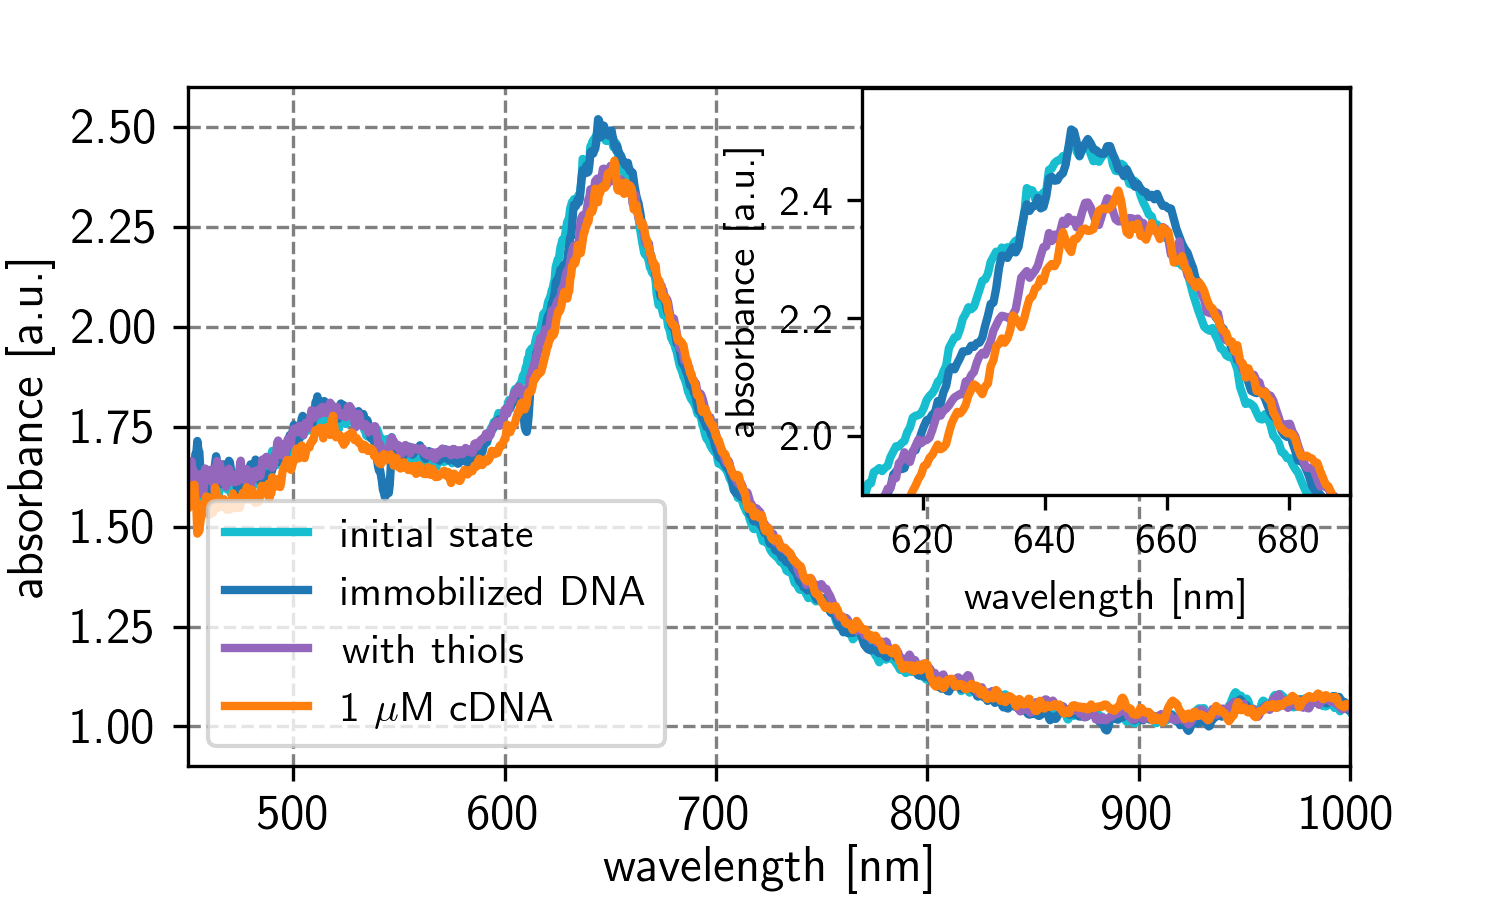 absorbance [a.u.]
2.50
2.25
2.00
1.75
1.50
1.25
1.00
500
600
700
800
900
1000
wavelength [nm]
initial state
immobilized DNA
with thiols
1 μM cDNA
absorbance [a.u.]
2.4
2.2
2.0
620
640
660
680
wavelength [nm]